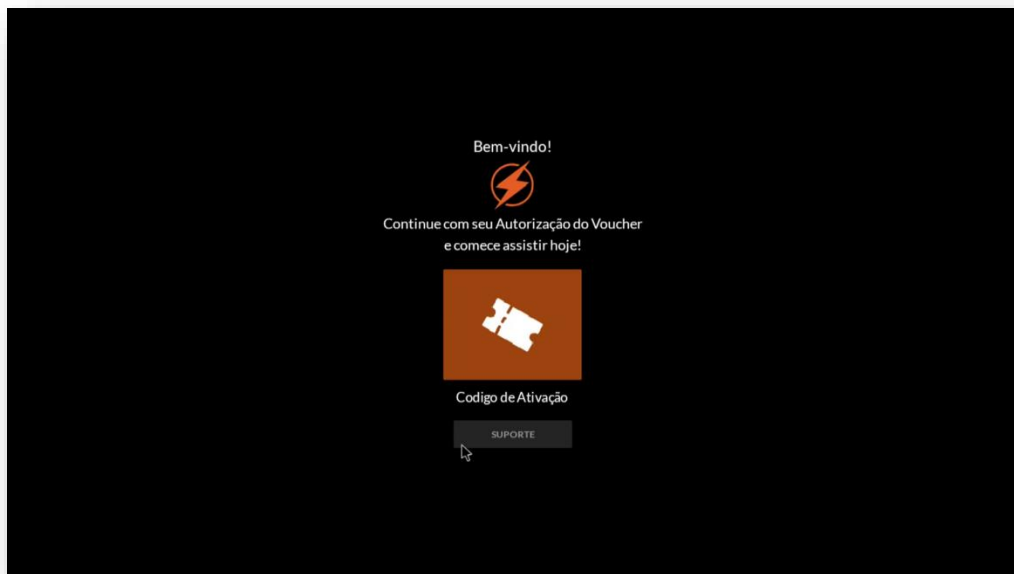 Bem-vindo!
Continue com seu Autorização do Voucher
e comece assistir hoje!
Codigo de Ativação
SUPORTE